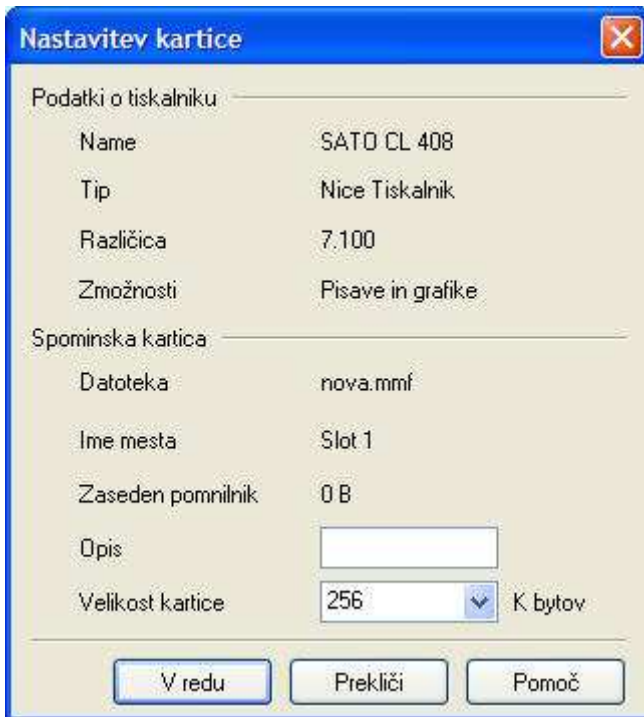 Nastavitev kartice
Podatki o tiskalniku
Name SATO CL 408
Tip Nice Tiskalnik
Različica 7.100
Zmožnosti Pisave in grafike
Spominska kartica
Datoteka nova.mmf
Ime mesta Slot 1
Zaseden pomnilnik 0 B
Opis
Velikost kartice 256 K bytov
V redu Prekliči Pomoč